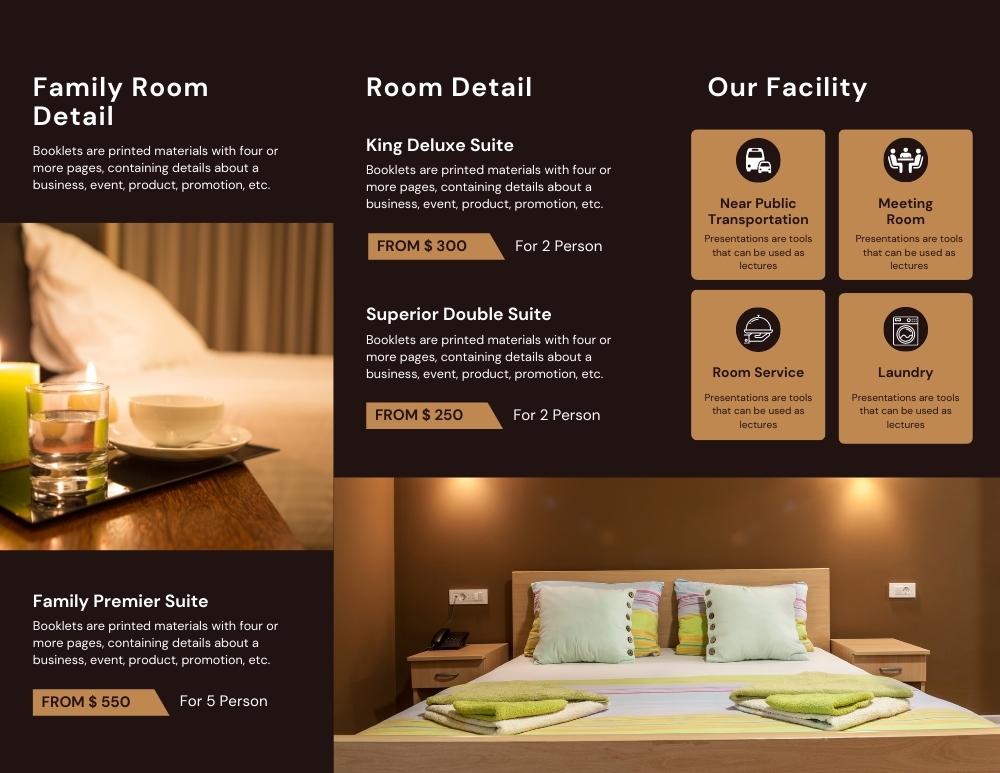 Family Room
Detail
Booklets are printed materials with four or
more pages, containing details about a
business, event, product, promotion, etc.
Family Premier Suite
Booklets are printed materials with four or
more pages, containing details about a
business, event, product, promotion, etc.
FROM $ 550
For 5 Person
Room Detail
King Deluxe Suite
Booklets are printed materials with four or
more pages, containing details about a
business, event, product, promotion, etc.
FROM $ 300
For 2 Person
Superior Double Suite
Booklets are printed materials with four or
more pages, containing details about a
business, event, product, promotion, etc.
FROM $ 250
For 2 Person
Our Facility
Near Public
Transportation
Presentations are tools
that can be used as
lectures
Meeting
Room
Presentations are tools
that can be used as
lectures
Room Service
Presentations are tools
that can be used as
lectures
Laundry
Presentations are tools
that can be used as
lectures